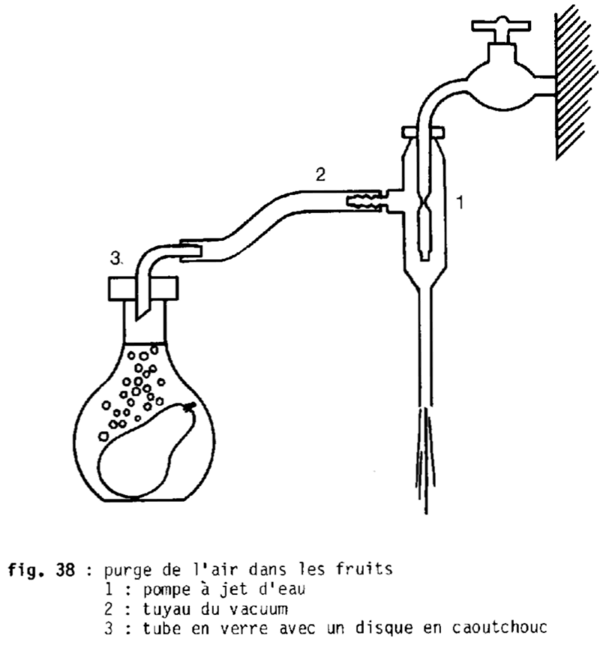 2
1
3.
fig. 38 : purge de l'air dans les fruits
1 : pompe à jet d'eau
2 : tuyau du vacuum
3 : tube en verre avec un disque en caoutchouc